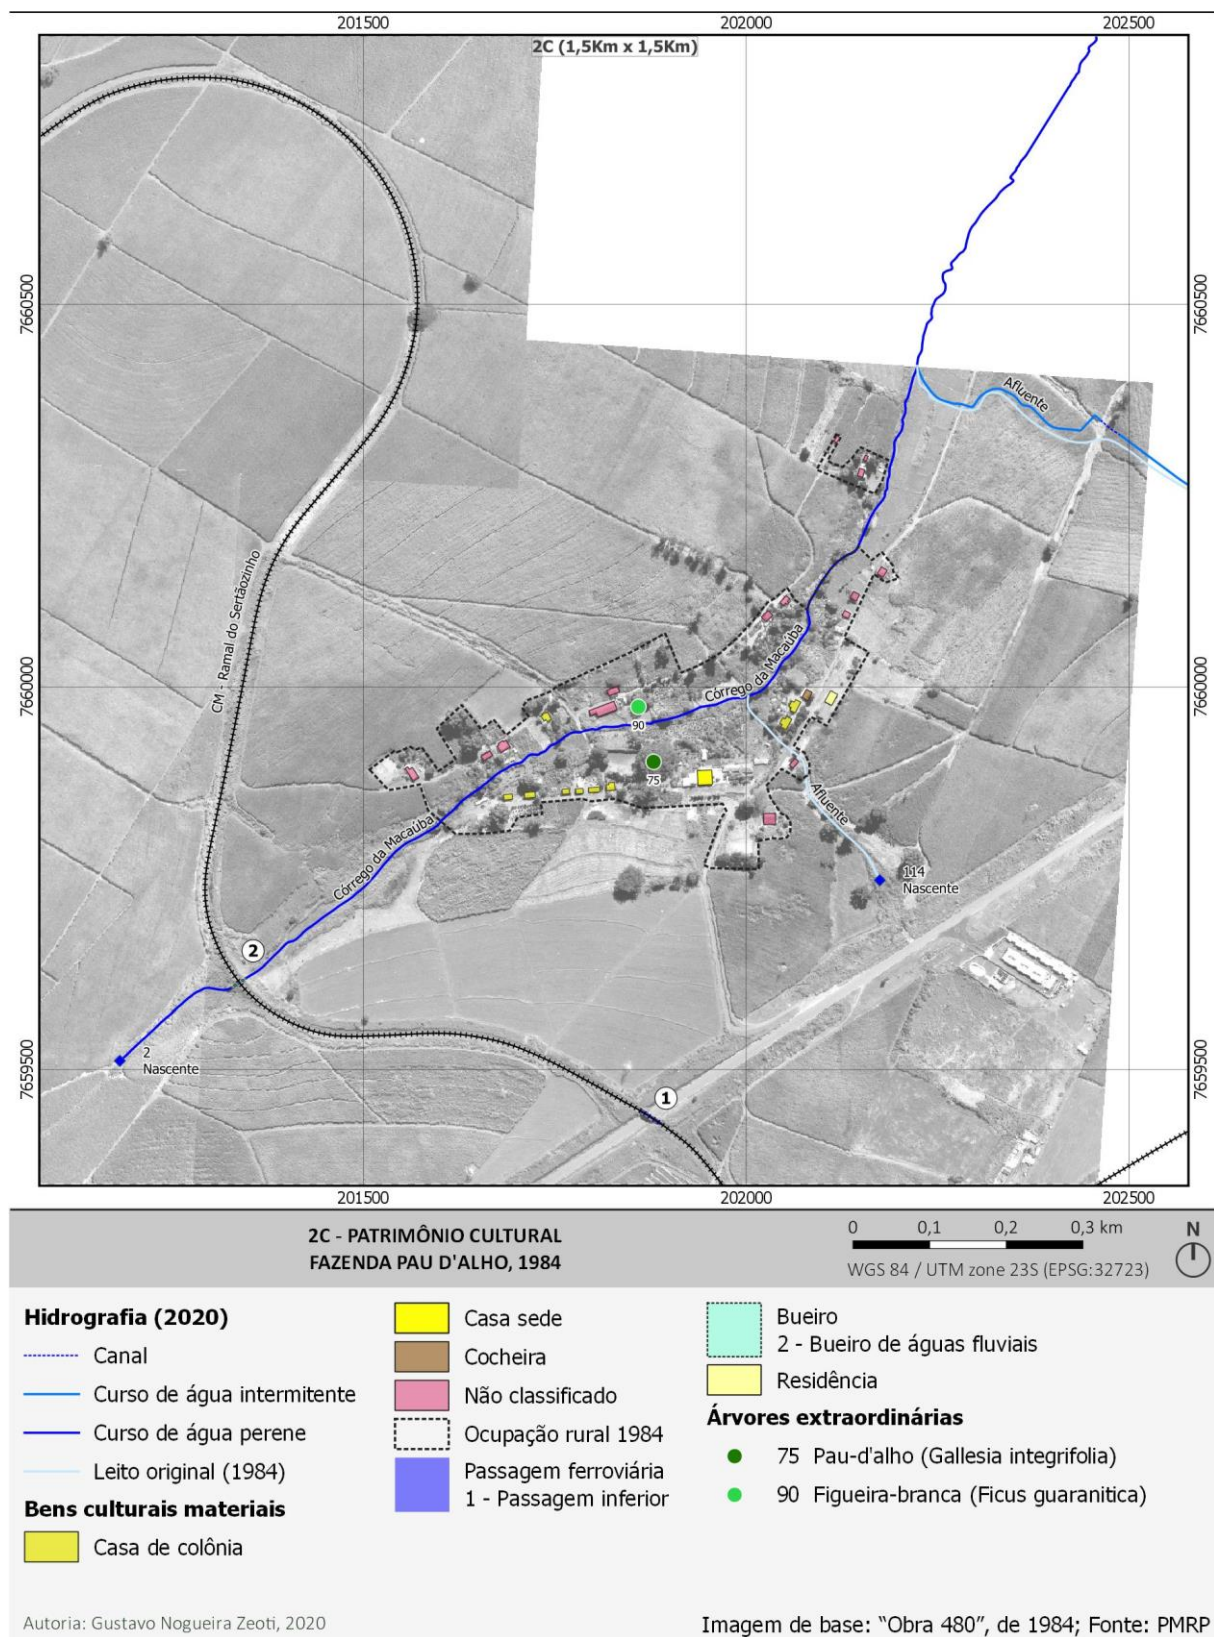 201500
202000
202500
2C (1,5Km x 1,5Km)
7660500
7660500
Afluente
CM - Ramal do Sertãozinho
7660000
7660000
Córrego da Macaúba
90
75
Afluente
Córrego da Macaúba
114
Nascente
2
2
Nascente
7659500
7659500
1
201500
202000
202500
2C - PATRIMÔNIO CULTURAL
FAZENDA PAU D'ALHO, 1984
0 0,1 0,2 0,3 km
WGS 84 / UTM zone 23S (EPSG:32723)
N
Hidrografia (2020)
Canal
Curso de água intermitente
Curso de água perene
Leito original (1984)
Bens culturais materiais
Casa de colônia
Casa sede
Cocheira
Não classificado
Ocupação rural 1984
Passagem ferroviária
1 - Passagem inferior
Bueiro
2 - Bueiro de águas fluviais
Residência
Árvores extraordinárias
75 Pau-d'alho (Gallesia integrifolia)
90 Figueira-branca (Ficus guaranitica)
Autoria: Gustavo Nogueira Zeoti, 2020
Imagem de base: “Obra 480”, de 1984; Fonte: PMRP